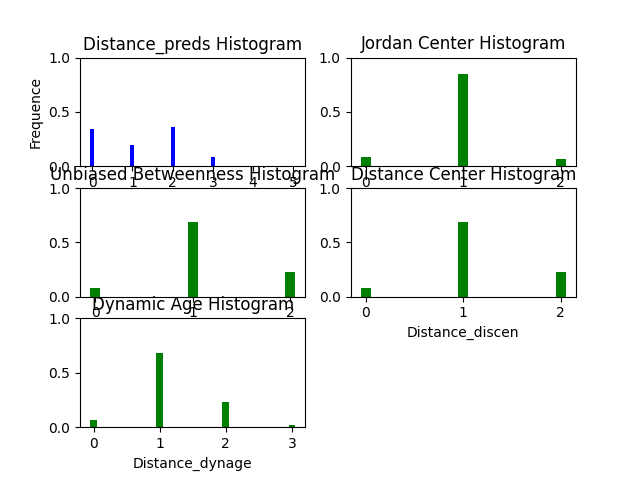 Distance_preds Histogram
Frequence
1.0
0.5
0.0
0 1 2 3 4 5
Jordan Center Histogram
1.0
0.5
0.0
0 1 2
Unbiased Betweenness Histogram
1.0
0.5
0.0
0 1 2
Distance Center Histogram
1.0
0.5
0.0
0 1 2
Distance_discen
Dynamic Age Histogram
1.0
0.5
0.0
0 1 2 3
Distance_dynage